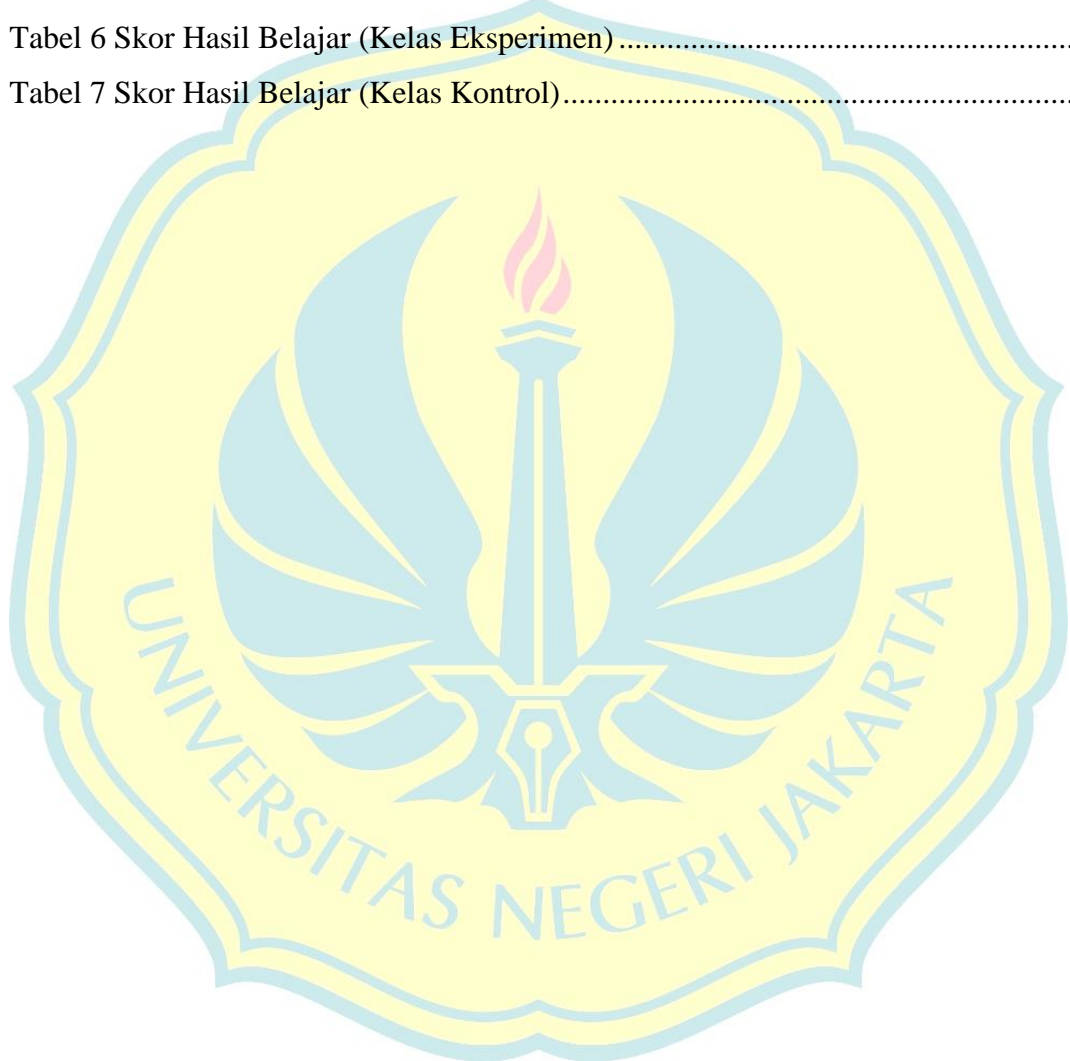 Tabel 6 Skor Hasil Belajar (Kelas Eksperimen) ........................................................
Tabel 7 Skor Hasil Belajar (Kelas Kontrol)...............................................................
UNIVERSITAS NEGERI JAKARTA